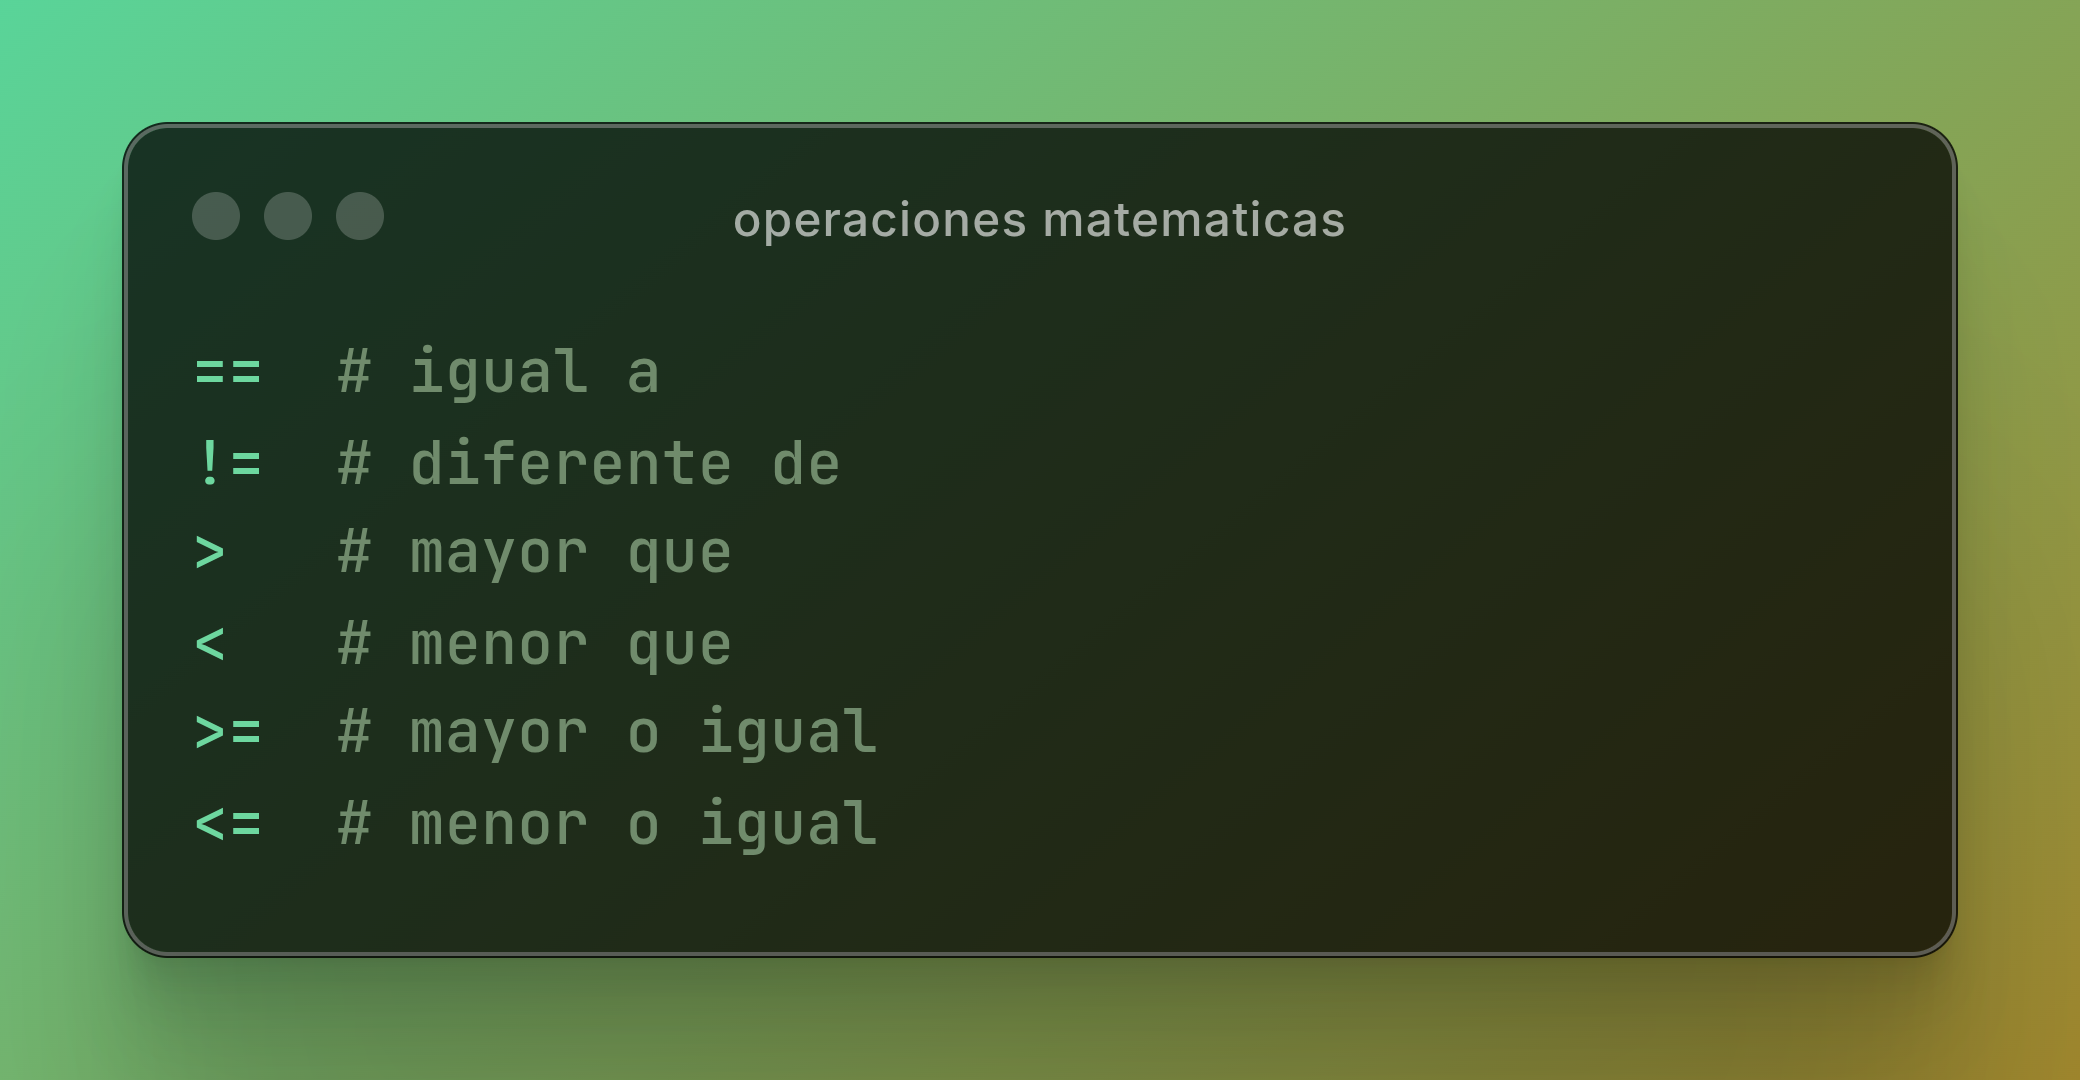 operaciones matematicas
==  # igual a
!=  # diferente de
>   # mayor que
<   # menor que
>=  # mayor o igual
<=  # menor o igual